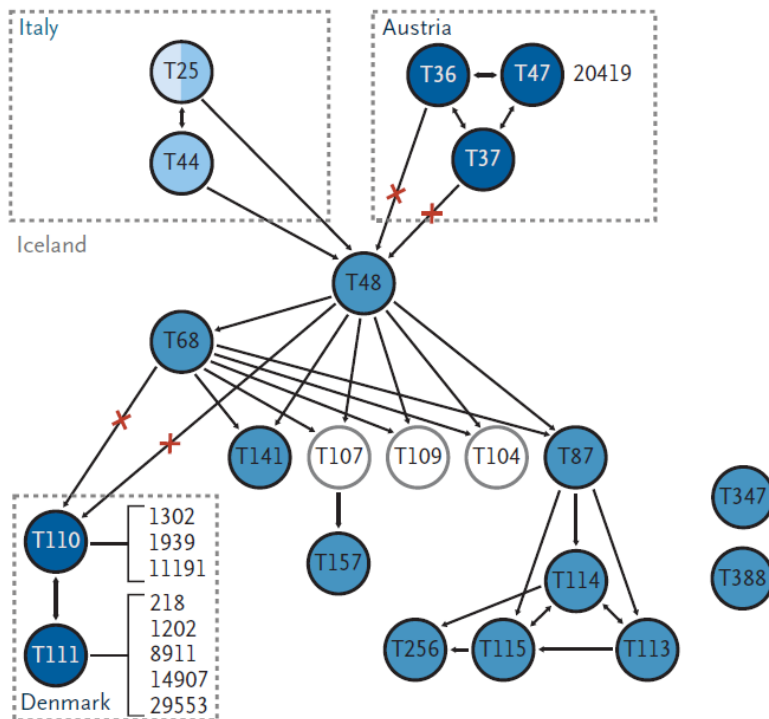 Italy
Austria
T25
T36
T47
20419
T44
T37
Iceland
T48
T68
T141
T107
T109
T104
T87
T347
T110
1302
1939
11191
T157
T114
T388
T111
218
1202
8911
14907
29553
T256
T115
T113
Denmark